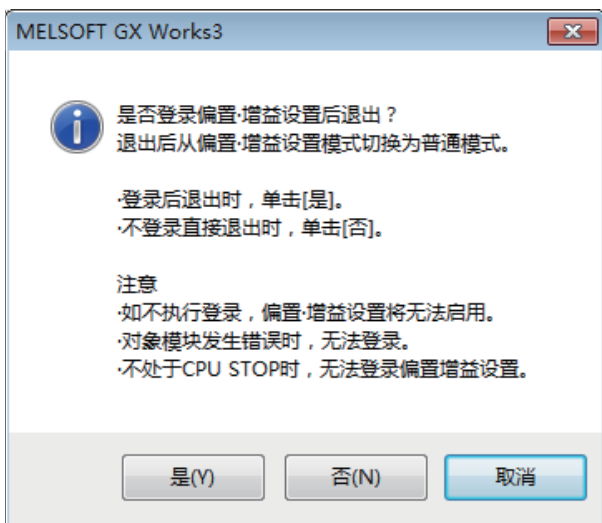 MELSOFT GX Works3
是否登录偏置·增益设置后退出？
退出后从偏置·增益设置模式切换为普通模式。
·登录后退出时，单击[是]。
·不登录直接退出时，单击[否]。
注意
·如不执行登录，偏置·增益设置将无法启用。
·对象模块发生错误时，无法登录。
·不处于CPU STOP时，无法登录偏置增益设置。
是(Y)
否(N)
取消